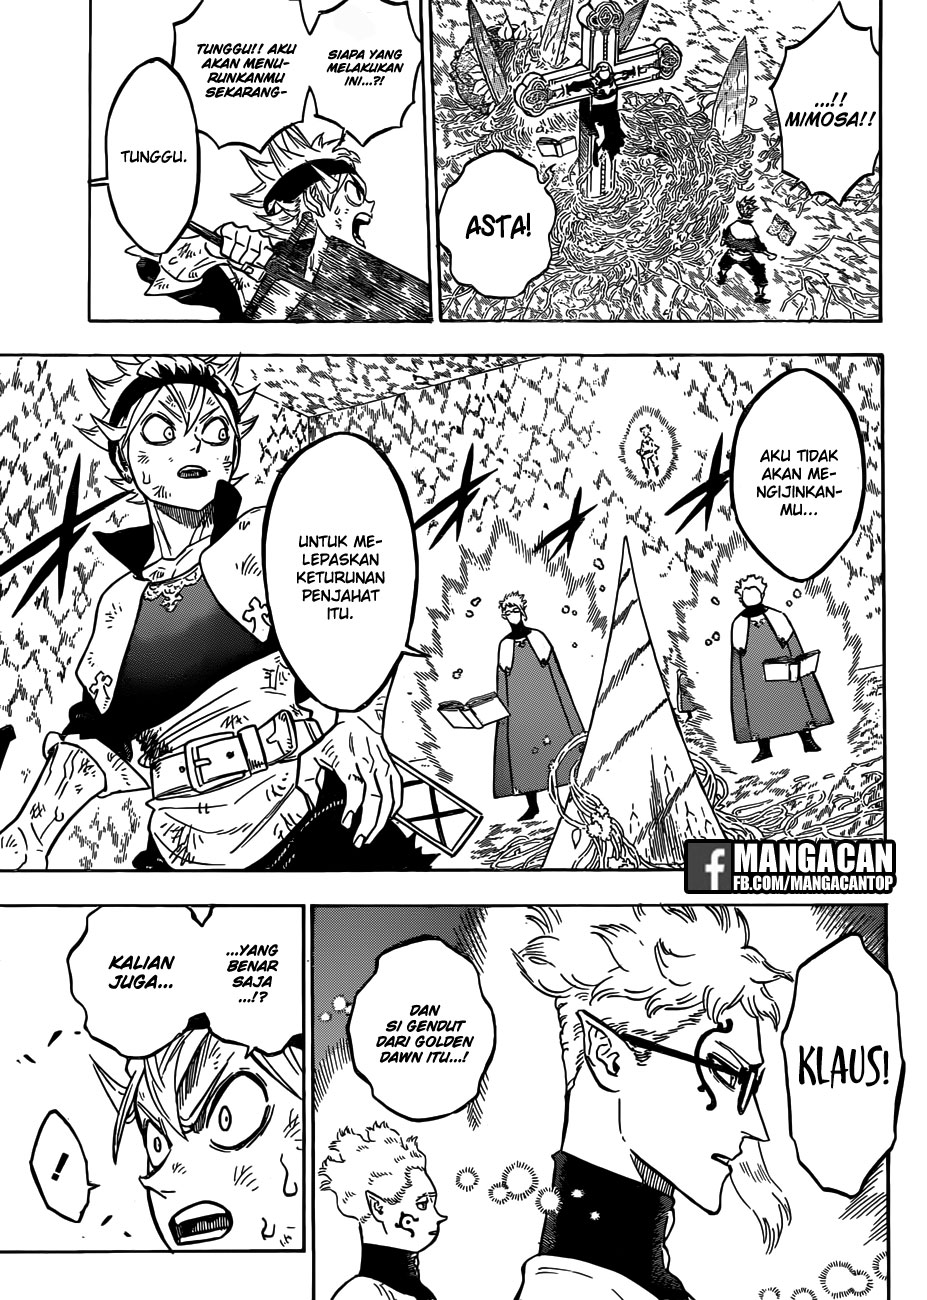 ...!!
MIMOSA!!
ASTA!
SIAPA YANG
MELAKUKAN
INI...?!
TUNGGU!! AKU
AKAN MENU-
RUNKANMU
SEKARANG-
TUNGGU.
AKU TIDAK
AKAN ME-
NGIJINKAN-
MU...
UNTUK ME-
LEPASKAN
KETURUNAN
PENJAHAT
ITU.
f MANGACAN
FB.COM/MANGACANTOP
KLAUS!
DAN
SI GENDUT
DARI GOLDEN
DAWN ITU...!
...YANG
BENAR
SAJA
...!?
KALIAN
JUGA...
!